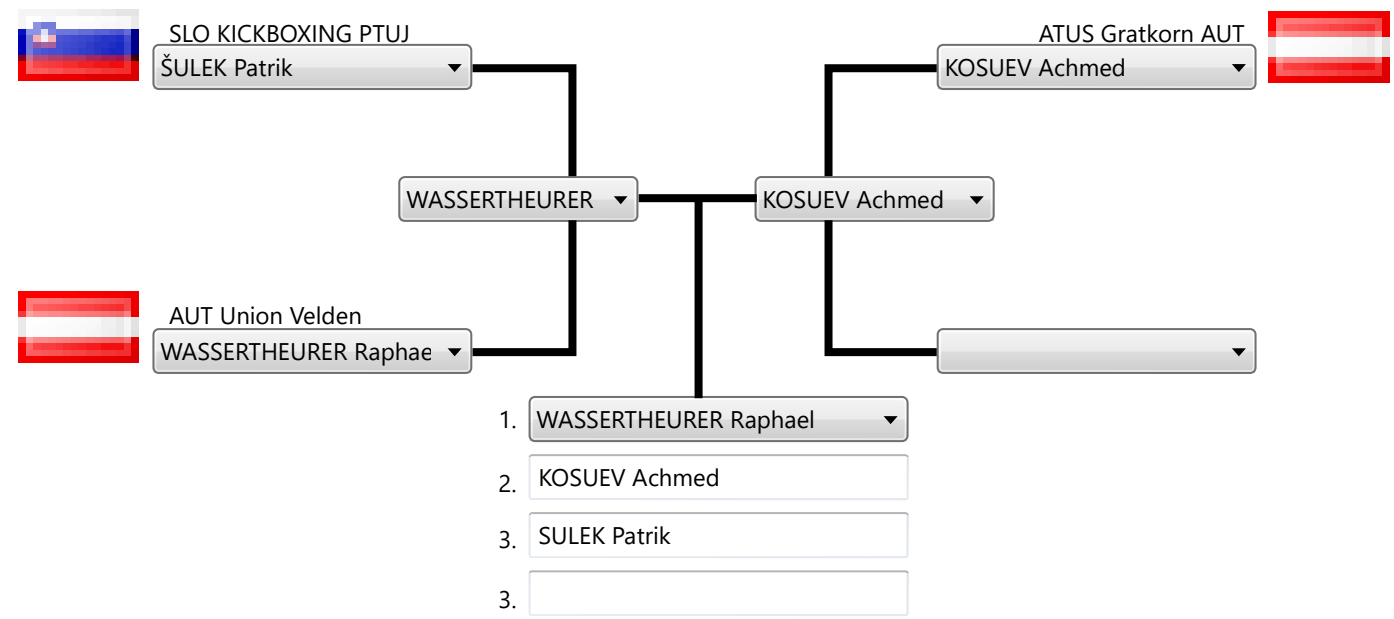 SLO KICKBOXING PTUJ
ŠULEK Patrik
ATUS Gratkorn AUT
KOSUEV Achmed
WASSERTHEURER
KOSUEV Achmed
AUT Union Velden
WASSERTHEURER Raphae
1. WASSERTHEURER Raphael
2. KOSUEV Achmed
3. SULEK Patrik
3.